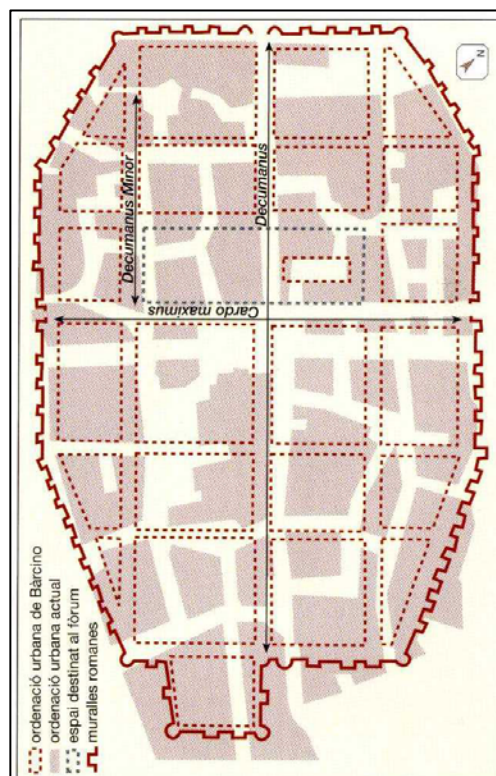 ordenació urbana de Bàrcino
ordenació urbana actual
espai destinat al fòrum
muralles romanes
Decumanus Minor
Decumanus
Cardo maximus
N